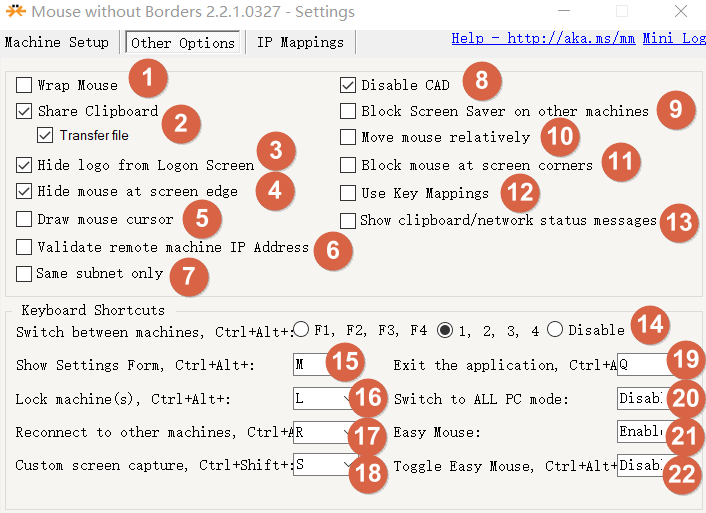 Mouse without Borders 2.2.1.0327 - Settings
Machine Setup Other Options IP Mappings Help - http://aka.ms/mm Mini Log
Wrap Mouse 1
Share Clipboard 2
Transfer file
Hide logo from Logon Screen 3
Hide mouse at screen edge 4
Draw mouse cursor 5
Validate remote machine IP Address 6
Same subnet only 7
Disable CAD 8
Block Screen Saver on other machines 9
Move mouse relatively 10
Block mouse at screen corners 11
Use Key Mappings 12
Show clipboard/network status messages 13
Keyboard Shortcuts
Switch between machines, Ctrl+Alt+: F1, F2, F3, F4 1, 2, 3, 4 Disable 14
Show Settings Form, Ctrl+Alt+: M 15 Exit the application, Ctrl+A Q 19
Lock machine(s), Ctrl+Alt+: L 16 Switch to ALL PC mode: Disabl 20
Reconnect to other machines, Ctrl+A R 17 Easy Mouse: Enable 21
Custom screen capture, Ctrl+Shift+: S 18 Toggle Easy Mouse, Ctrl+Alt+ Disabl 22